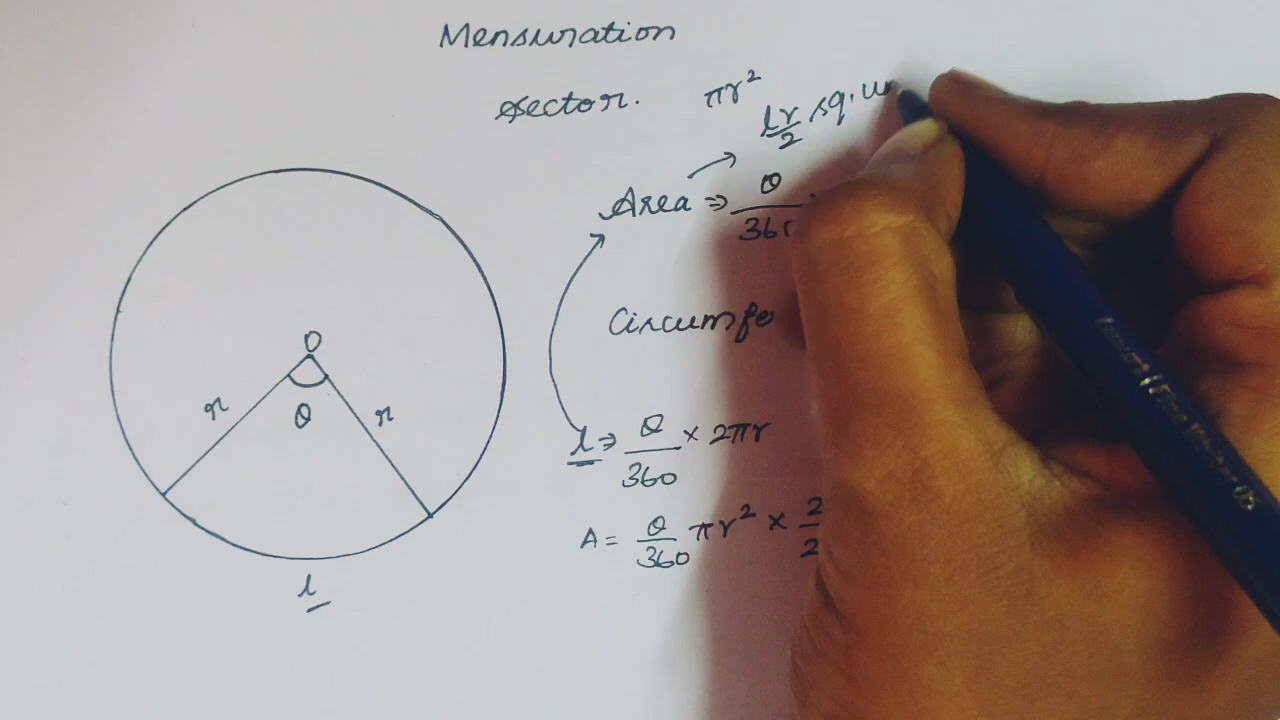 Mensuration
Sector. πr²
lr/2 sq.
Area ⇒ θ/36
Circumfe
O
r θ r
l ⇒ θ/360 × 2πr
A = θ/360 πr² × 2/2
l